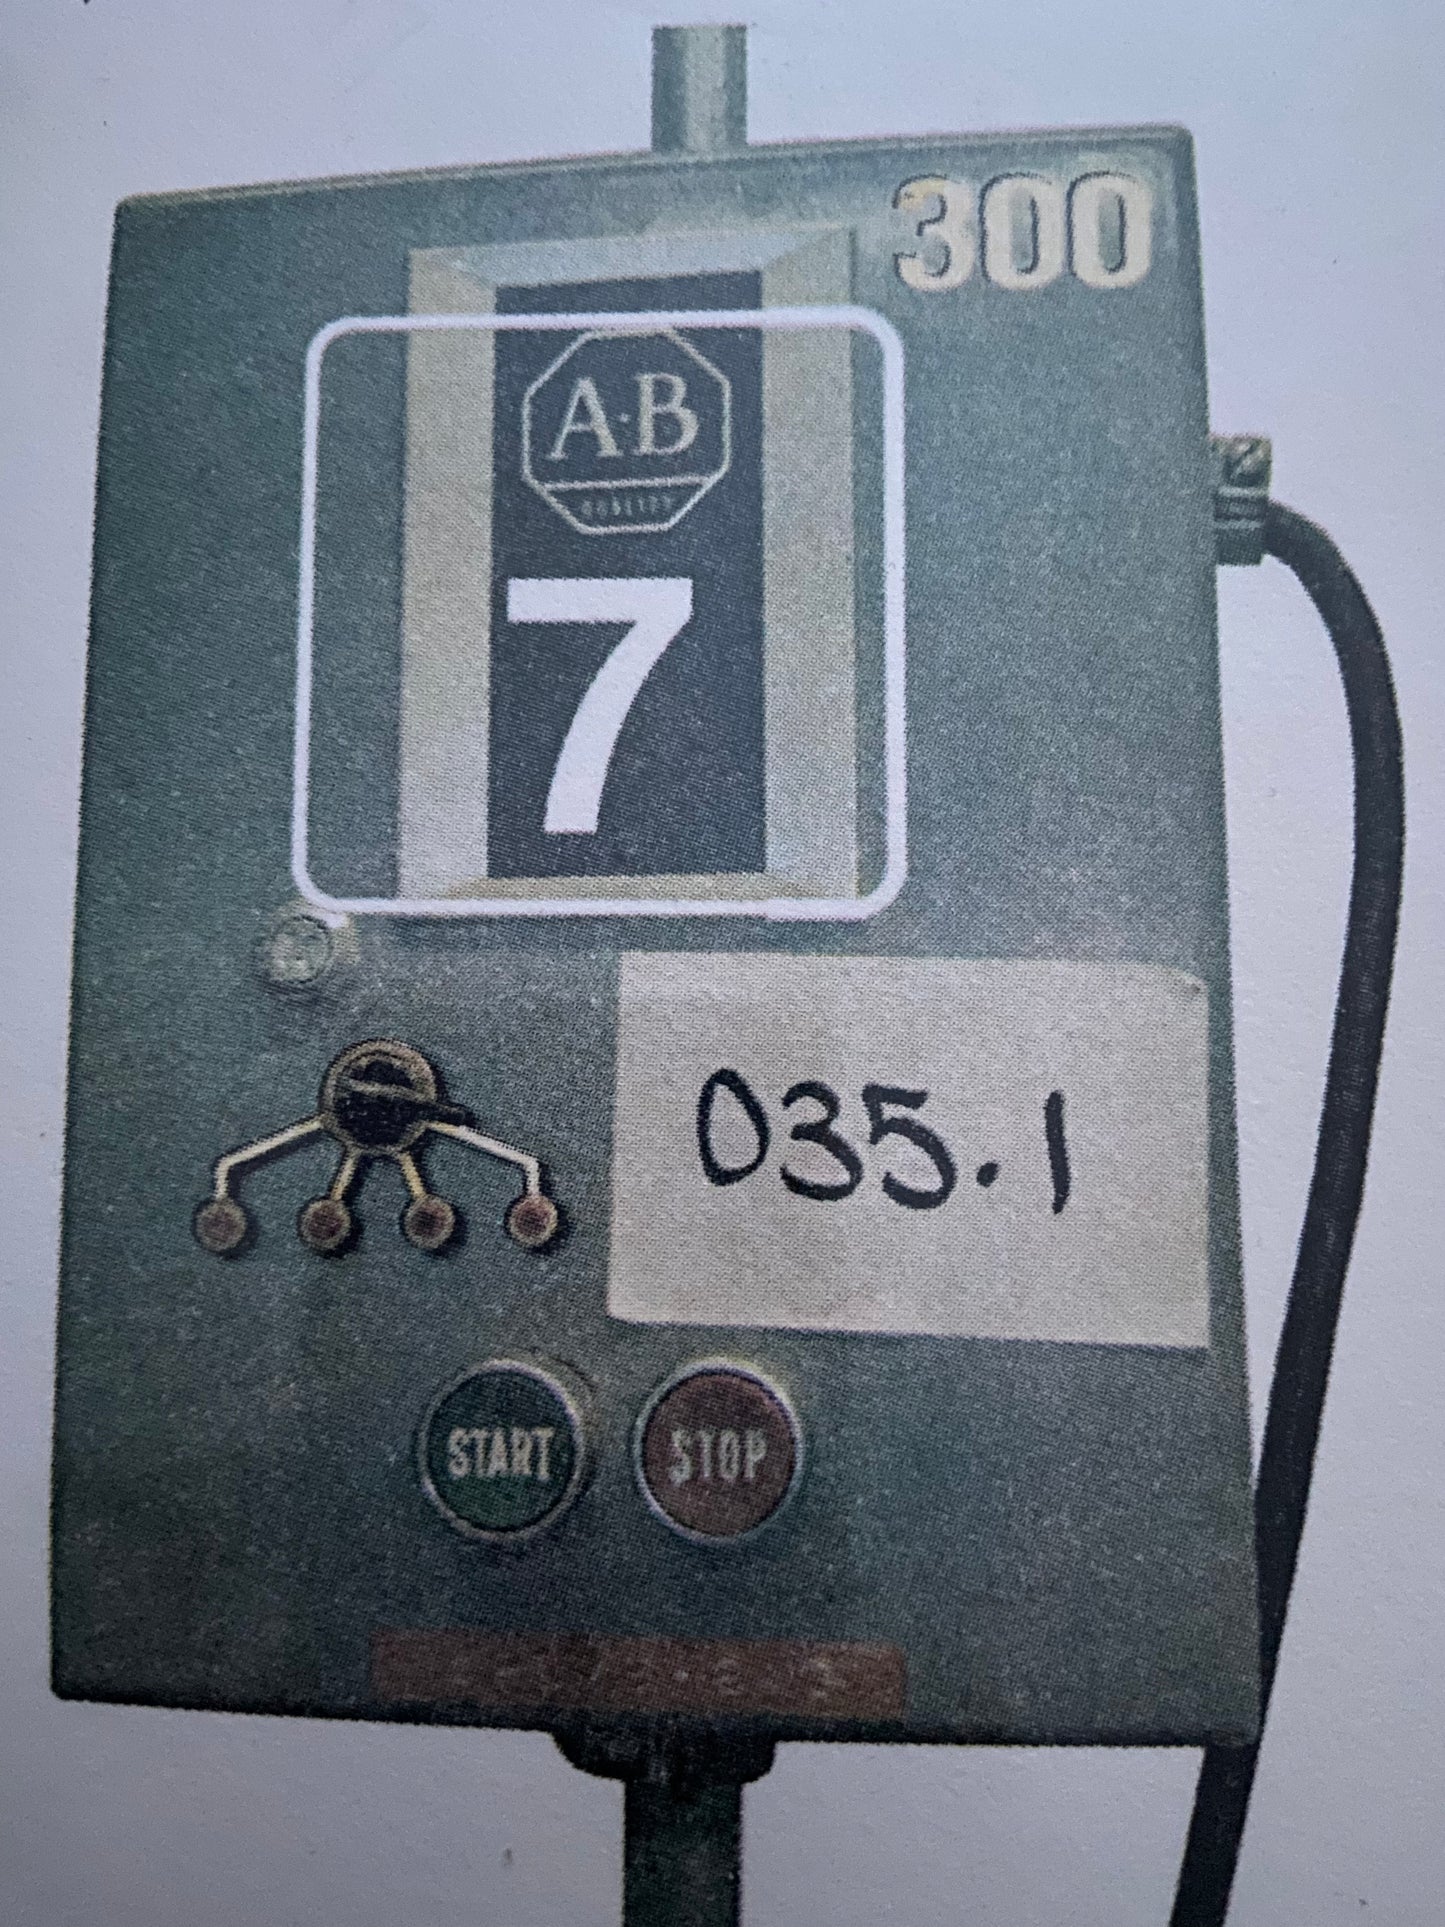 300
A·B
QUALITY
7
035.1
START
STOP